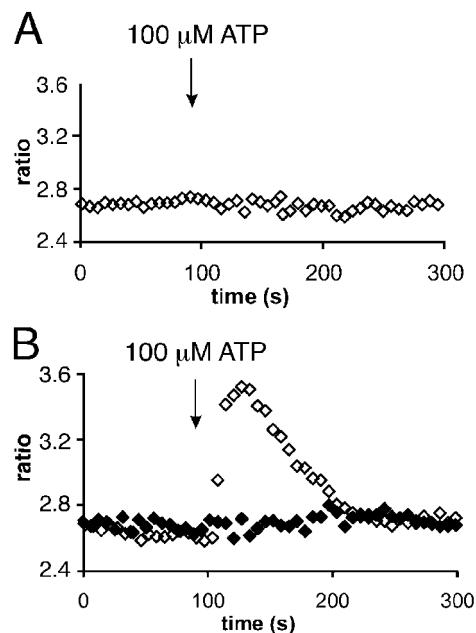 A
100 μM ATP
3.6
3.2
2.8
2.4
ratio
0 100 200 300
time (s)
B
100 μM ATP
3.6
3.2
2.8
2.4
ratio
0 100 200 300
time (s)